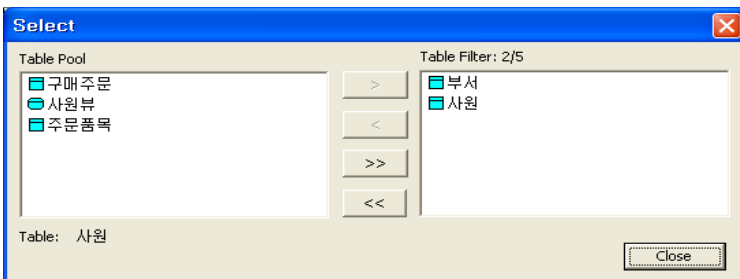 Select
Table Pool
Table Filter: 2/5
구매주문
사원뷰
주문품목
>
<
>>
<<
부서
사원
Table: 사원
Close